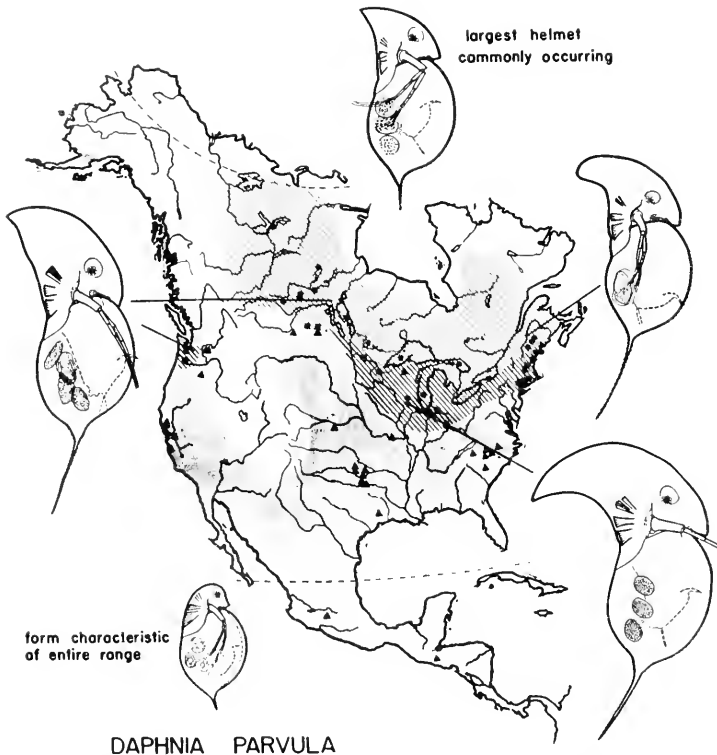 largest helmet
commonly occurring
form characteristic
of entire range
DAPHNIA PARVULA